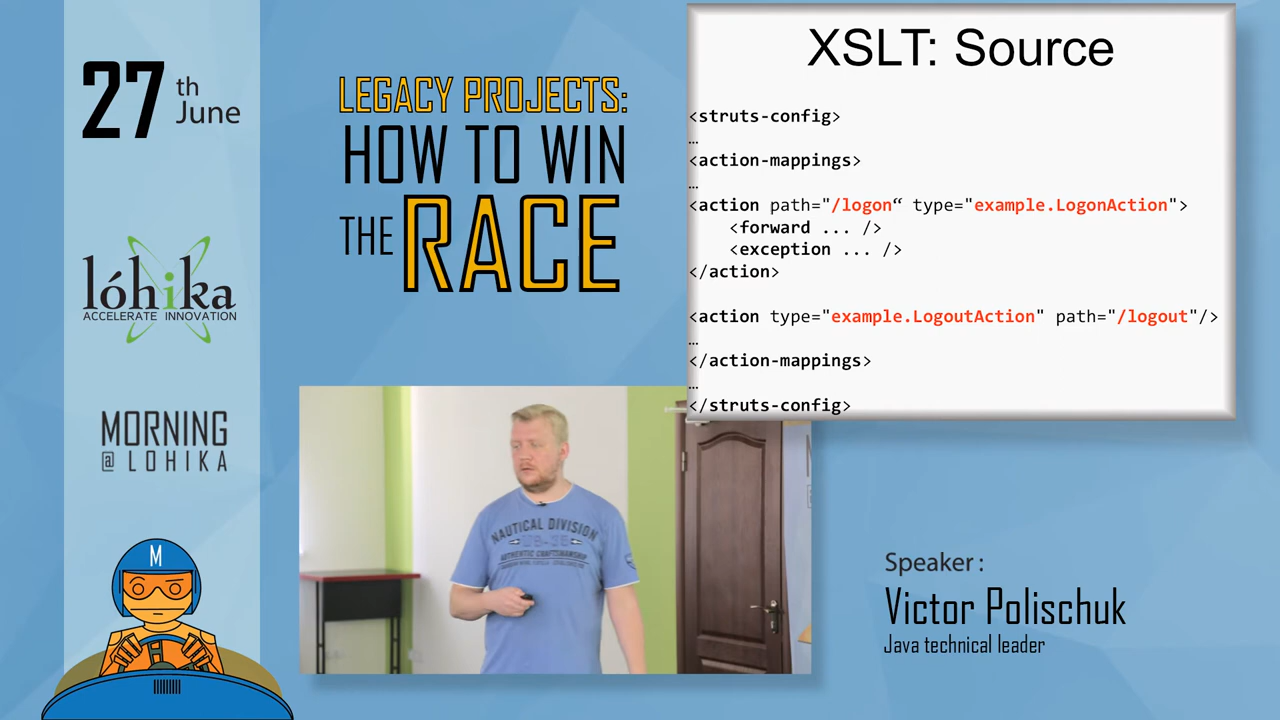 27
th
June
lóhika
ACCELERATE INNOVATION
MORNING
@ LOHIKA
M
LEGACY PROJECTS:
HOW TO WIN
THE RACE
XSLT: Source
<struts-config>
…
<action-mappings>
…
<action path="/logon“ type="example.LogonAction">
<forward ... />
<exception ... />
</action>
<action type="example.LogoutAction" path="/logout"/>
…
</action-mappings>
…
</struts-config>
NAUTICAL DIVISION
AUTHENTIC CRAFTSMANSHIP
Speaker :
Victor Polischuk
Java technical leader